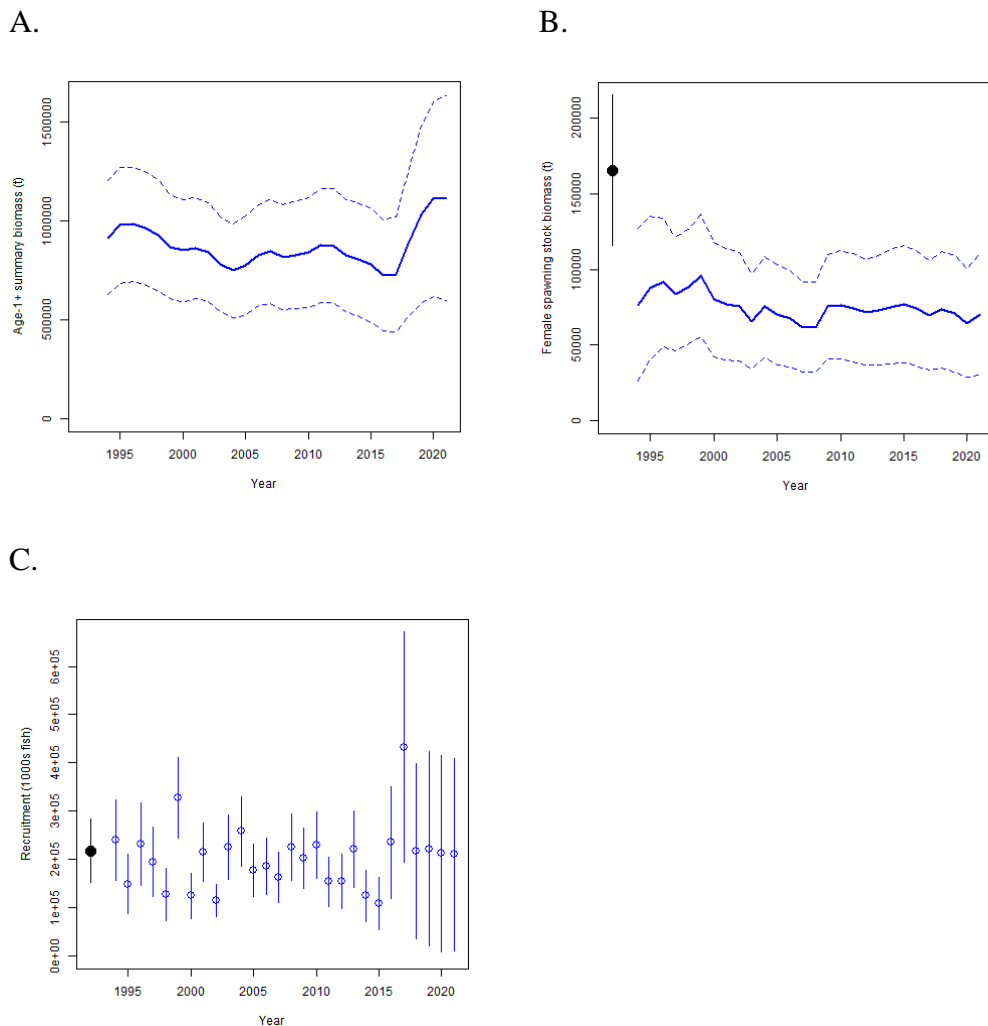 A.
B.
Age-1+ summary biomass (t)
1500000
1000000
500000
0
1995 2000 2005 2010 2015 2020
Year
Female spawning stock biomass (t)
200000
150000
100000
50000
0
1995 2000 2005 2010 2015 2020
Year
C.
Recruitment (1000s fish)
6e+05
5e+05
4e+05
3e+05
2e+05
1e+05
0e+00
1995 2000 2005 2010 2015 2020
Year